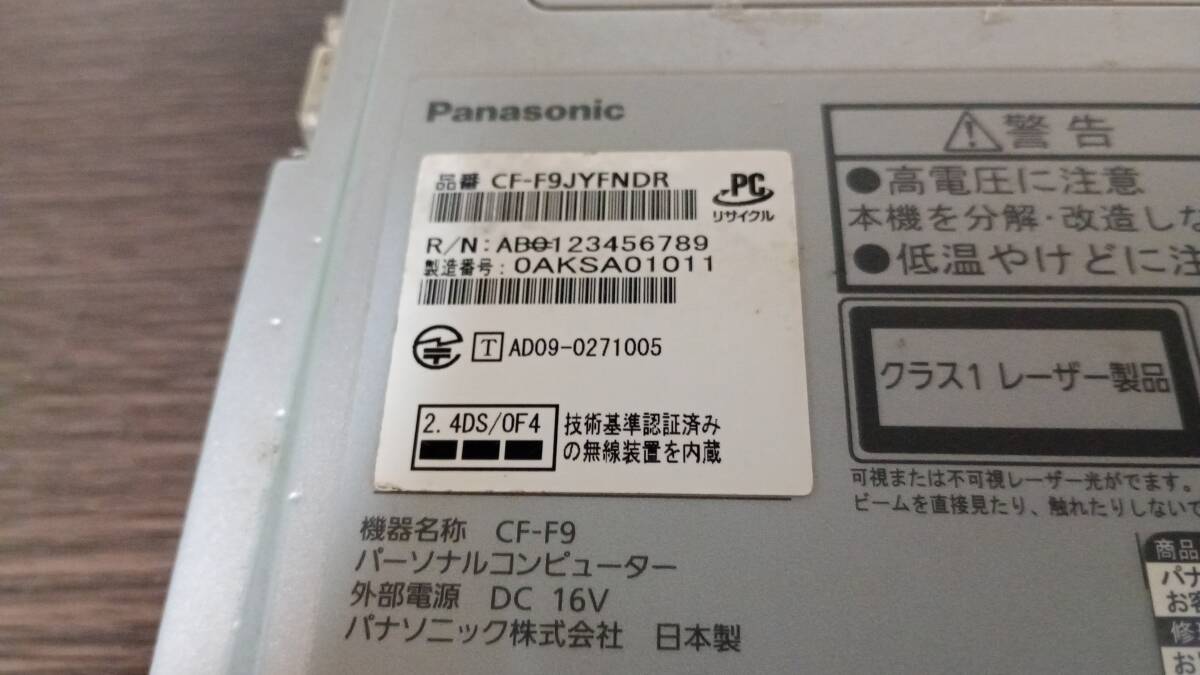 Panasonic
品番 CF-F9JYFNDR
PC
リサイクル
R/N: AB0123456789
製造番号: 0AKSA01011
T AD09-0271005
2.4DS/OF4
技術基準認証済み
の無線装置を内蔵
機器名称 CF-F9
パーソナルコンピューター
外部電源 DC 16V
パナソニック株式会社 日本製
警告
●高電圧に注意
本機を分解・改造しな
●低温やけどに注
クラス1 レーザー製品
可視または不可視レーザー光がでます。
ビームを直接見たり、触れたりしないで
商品
パナ
お客
修理
お